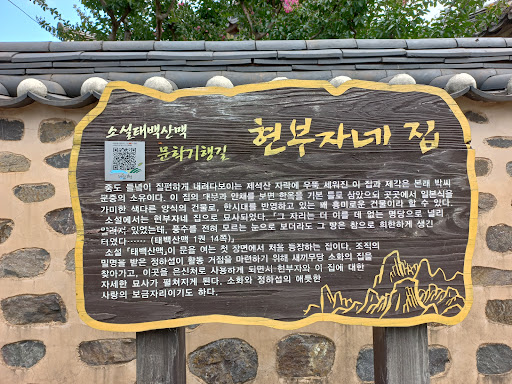 소설태백산맥
문학기행길
현부자네 집
중도 들녘이 질펀하게 내려다보이는 제석산 자락에 우뚝 세워진 이 집과 제각은 본래 박씨
문중의 소유이다. 이 집의 대문과 안채를 보면 한옥을 기본 틀로 삼았으되 곳곳에 일본식을
가미한 색다른 양식의 건물로, 한시대를 반영하고 있는 꽤 흥미로운 건물이라 할 수 있다.
소설에서는 현부자네 집으로 묘사되었다. 「그 자리는 더 이를 데 없는 명당으로 널리
알려져 있었는데, 풍수를 전혀 모르는 눈으로 보더라도 그 땅은 참으로 희한하게 생긴
터였다…… (태백산맥 1권 14쪽)」
소설 「태백산맥」이 문을 여는 첫 장면에서 처음 등장하는 집이다. 조직의
밀명을 받은 정하섭이 활동 거점을 마련하기 위해 새끼무당 소화의 집을
찾아가고, 이곳을 은신처로 사용하게 되면서 현부자와 이 집에 대한
자세한 묘사가 펼쳐지게 된다. 소화와 정하섭의 애틋한
사랑의 보금자리이기도 하다.